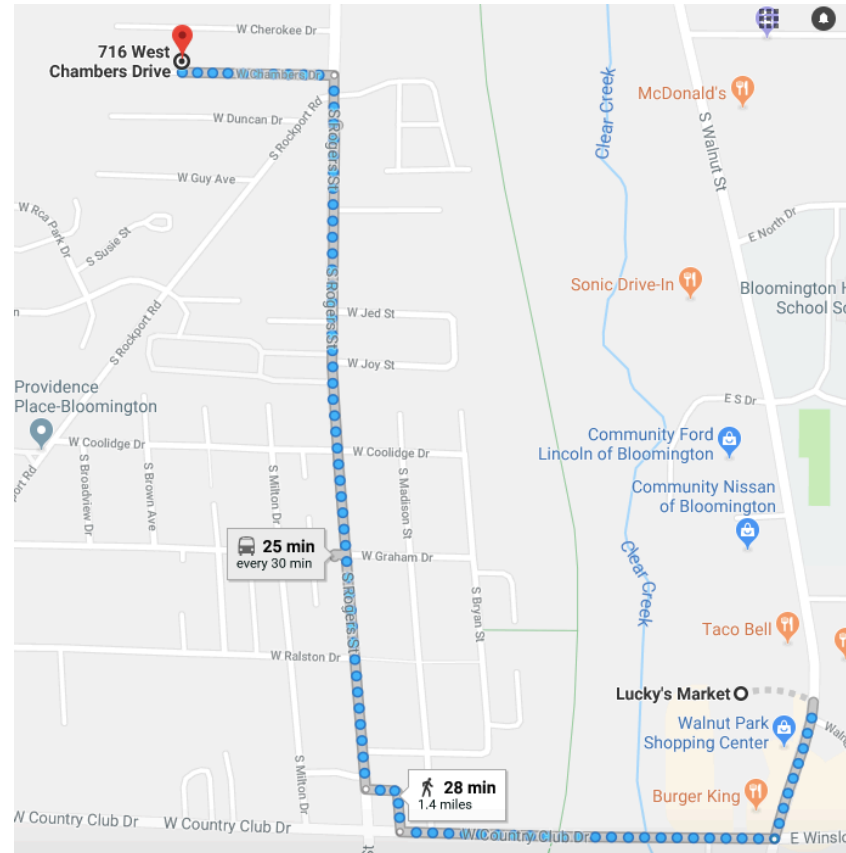 W Cherokee Dr
716 West
Chambers Drive
W Chambers Dr
McDonald's
Clear Creek
S Walnut St
S Rockport Rd
W Duncan Dr
S Rogers St
W Guy Ave
W Rca Park Dr
S Susie St
E North Dr
Sonic Drive-In
Bloomington H
School So
S Rogers St
S Rockport Rd
W Jed St
W Joy St
Providence
Place-Bloomington
E S Dr
W Coolidge Dr
W Coolidge Dr
Community Ford
Lincoln of Bloomington
port Rd
S Broadview Dr
S Brown Ave
S Milton Dr
S Madison St
Community Nissan
of Bloomington
25 min
every 30 min
W Graham Dr
Clear Creek
S Rogers St
S Bryan St
Taco Bell
W Ralston Dr
Lucky's Market
Walnut Park
Shopping Center
S Milton Dr
28 min
1.4 miles
Burger King
W Country Club Dr
W Country Club Dr
W Country Club Dr
E Winslo